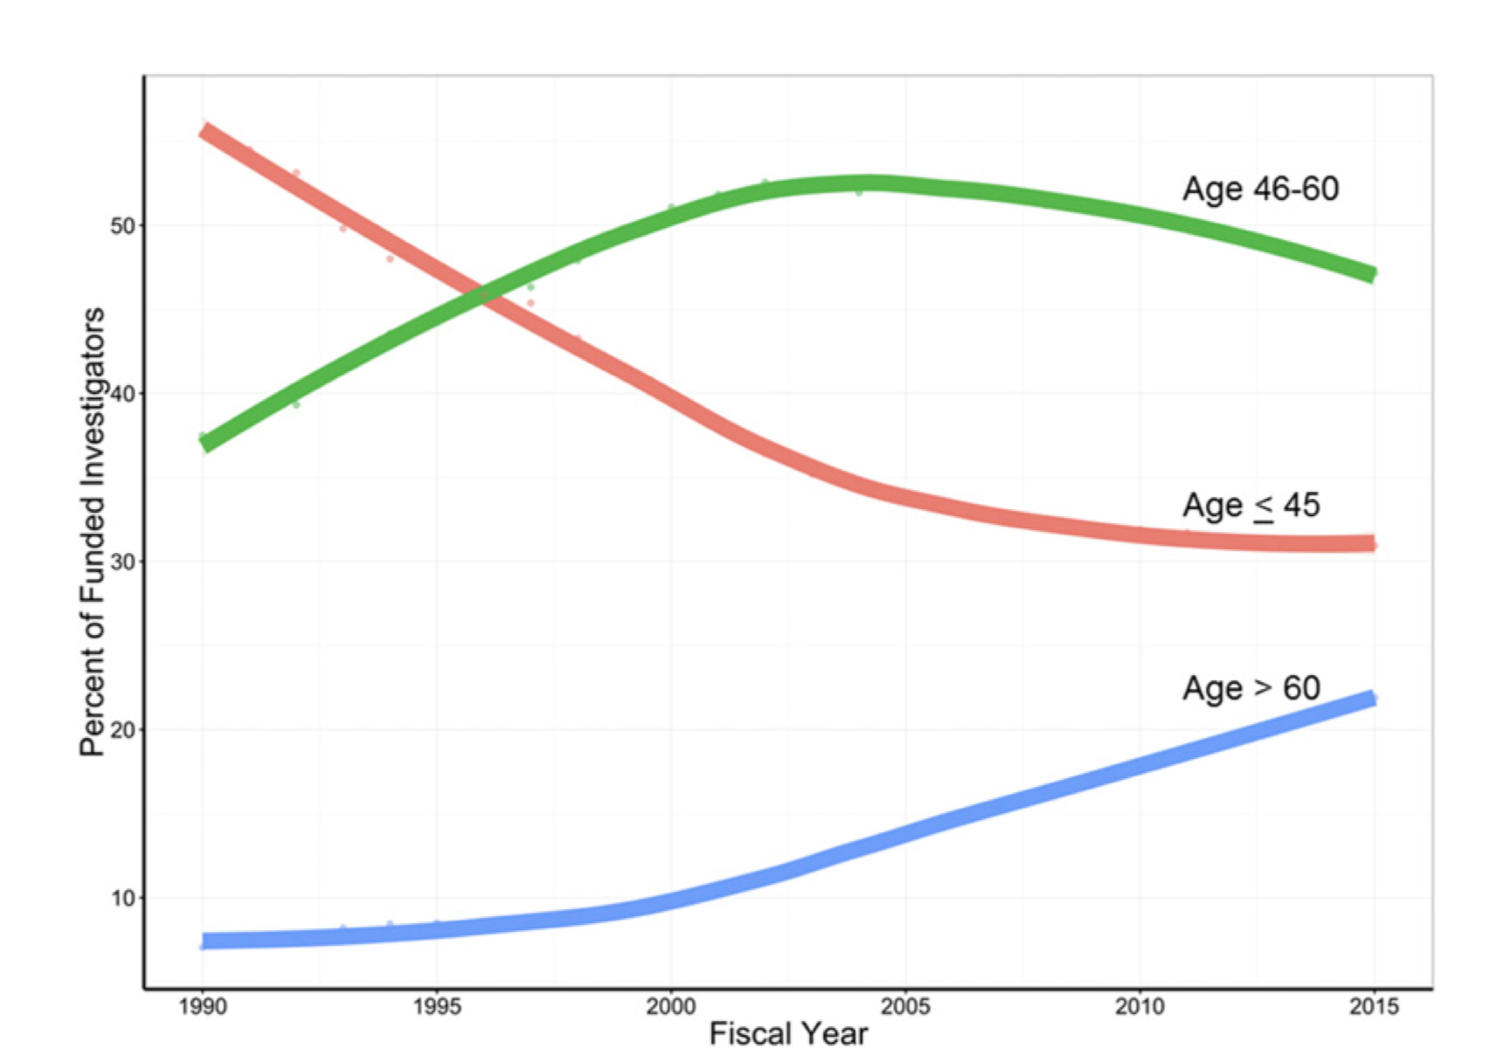 Percent of Funded Investigators
50
40
30
20
10
Age 46-60
Age ≤ 45
Age > 60
1990 1995 2000 2005 2010 2015
Fiscal Year